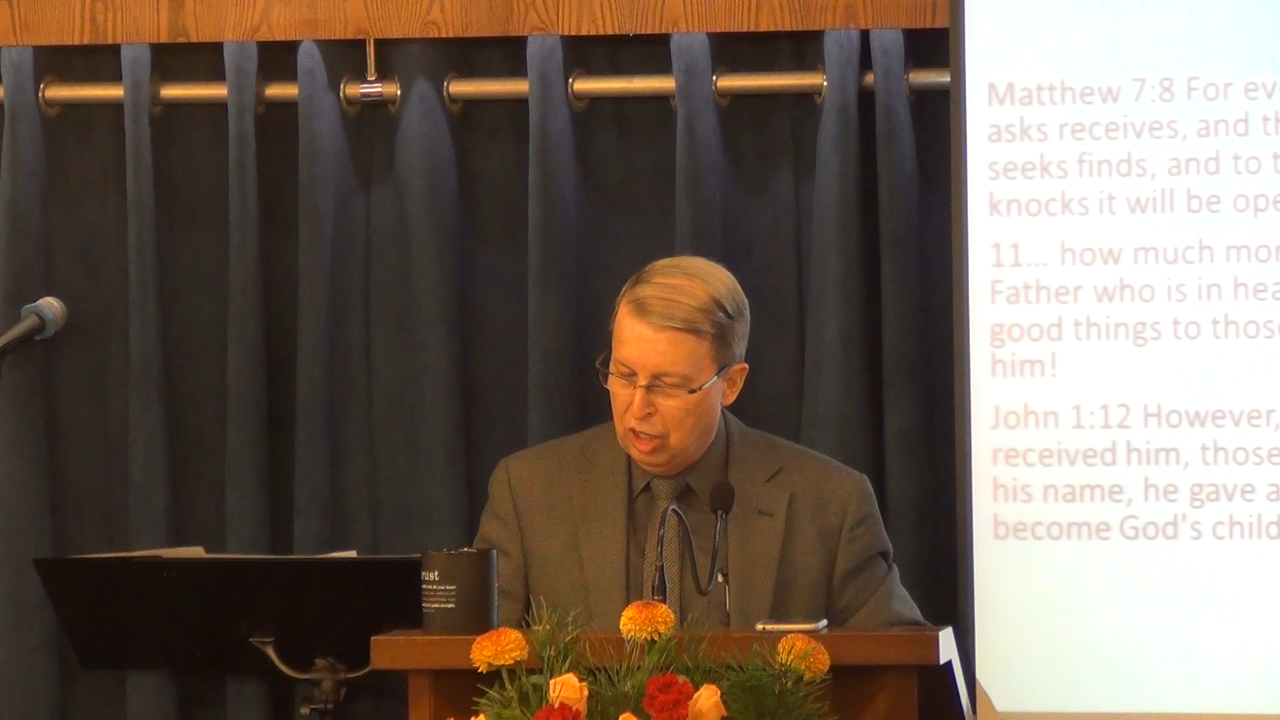 Matthew 7:8 For ev
asks receives, and th
seeks finds, and to t
knocks it will be ope
11... how much mor
Father who is in hea
good things to those
him!
John 1:12 However,
received him, those
his name, he gave a
become God's child
rust